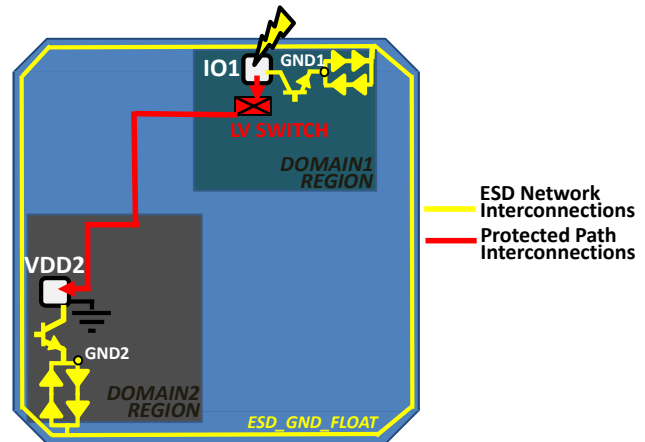 IO1
GND1
LV SWITCH
DOMAIN1
REGION
ESD Network
Interconnections
Protected Path
Interconnections
VDD2
GND2
DOMAIN2
REGION
ESD_GND_FLOAT